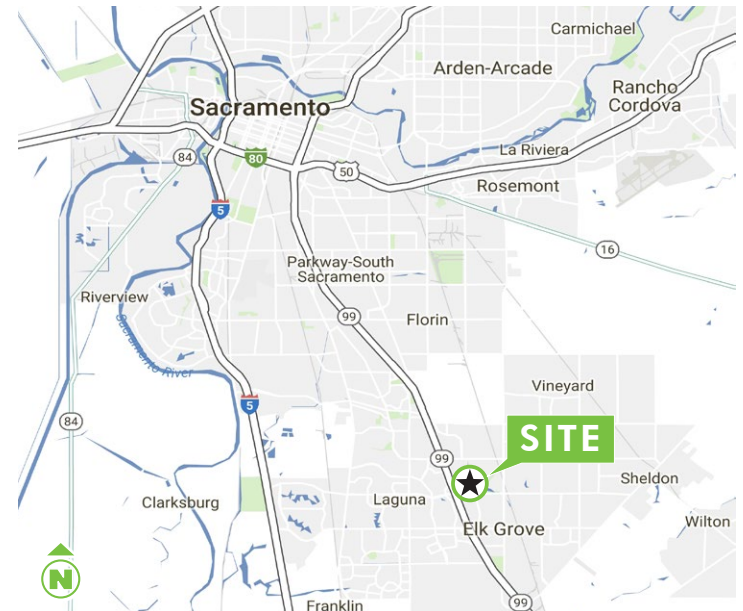 Carmichael
Arden-Arcade
Rancho
Cordova
Sacramento
La Riviera
84
80
50
Rosemont
5
16
Parkway-South
Sacramento
Riverview
99
Florin
Sacramento River
Vineyard
5
84
SITE
99
Sheldon
Laguna
Clarksburg
Elk Grove
Wilton
N
Franklin
99